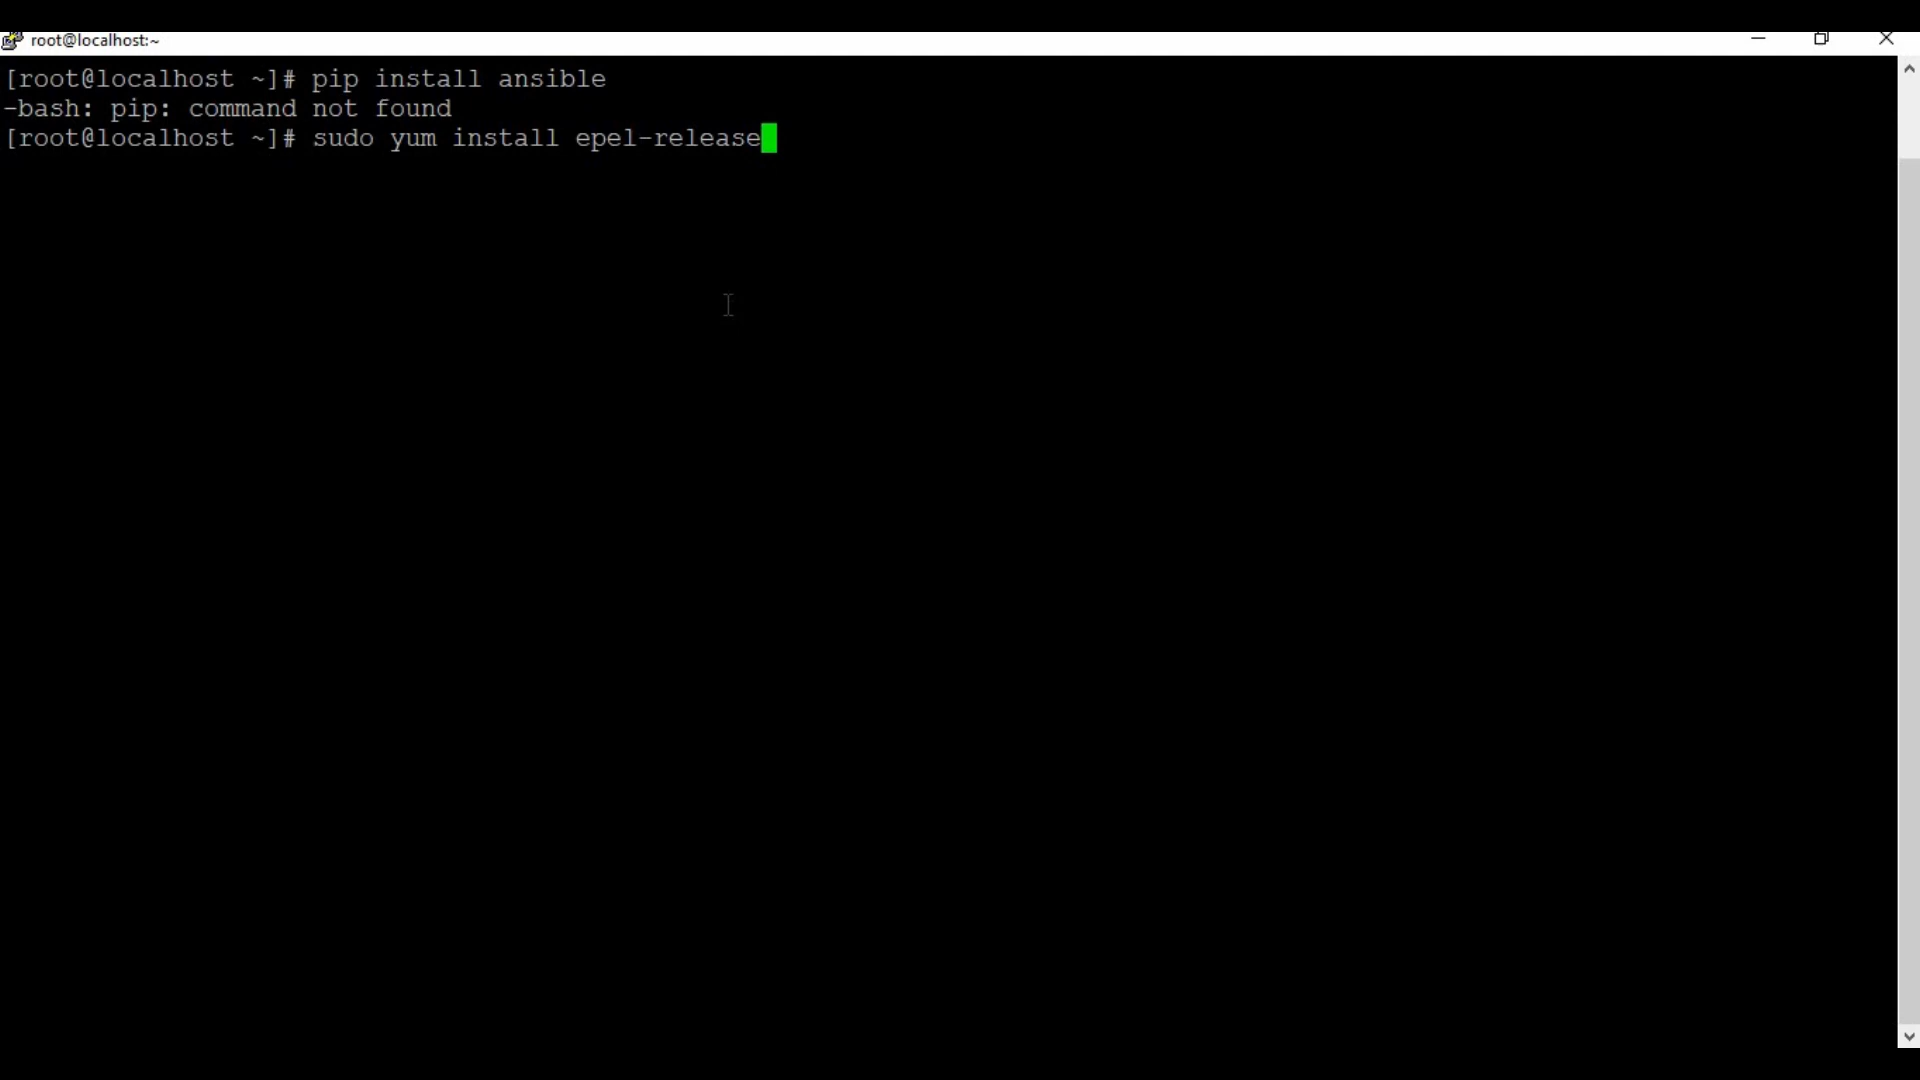 root@localhost:~
[root@localhost ~]# pip install ansible
-bash: pip: command not found
[root@localhost ~]# sudo yum install epel-release